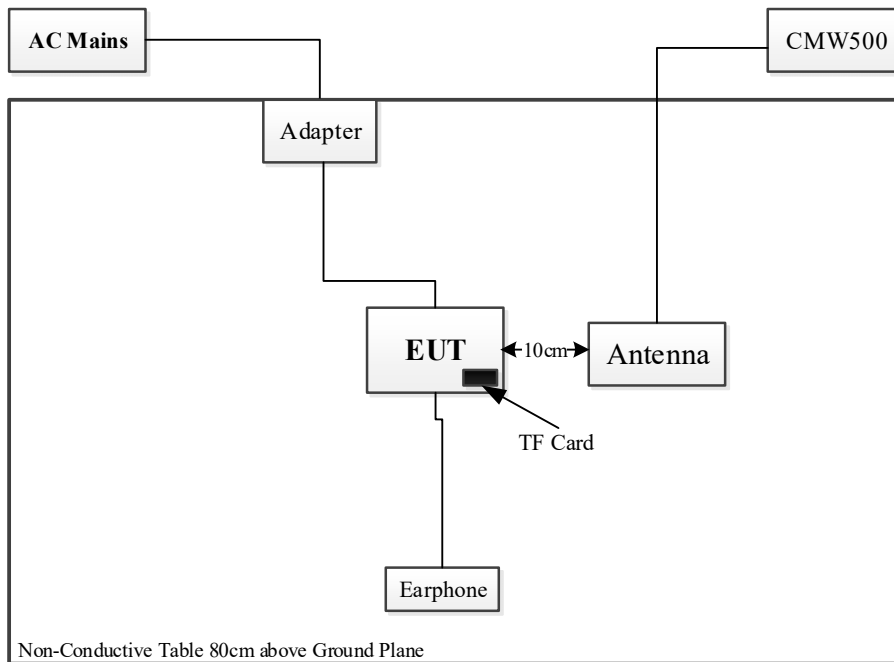 AC Mains
CMW500
Adapter
EUT
10cm
Antenna
TF Card
Earphone
Non-Conductive Table 80cm above Ground Plane